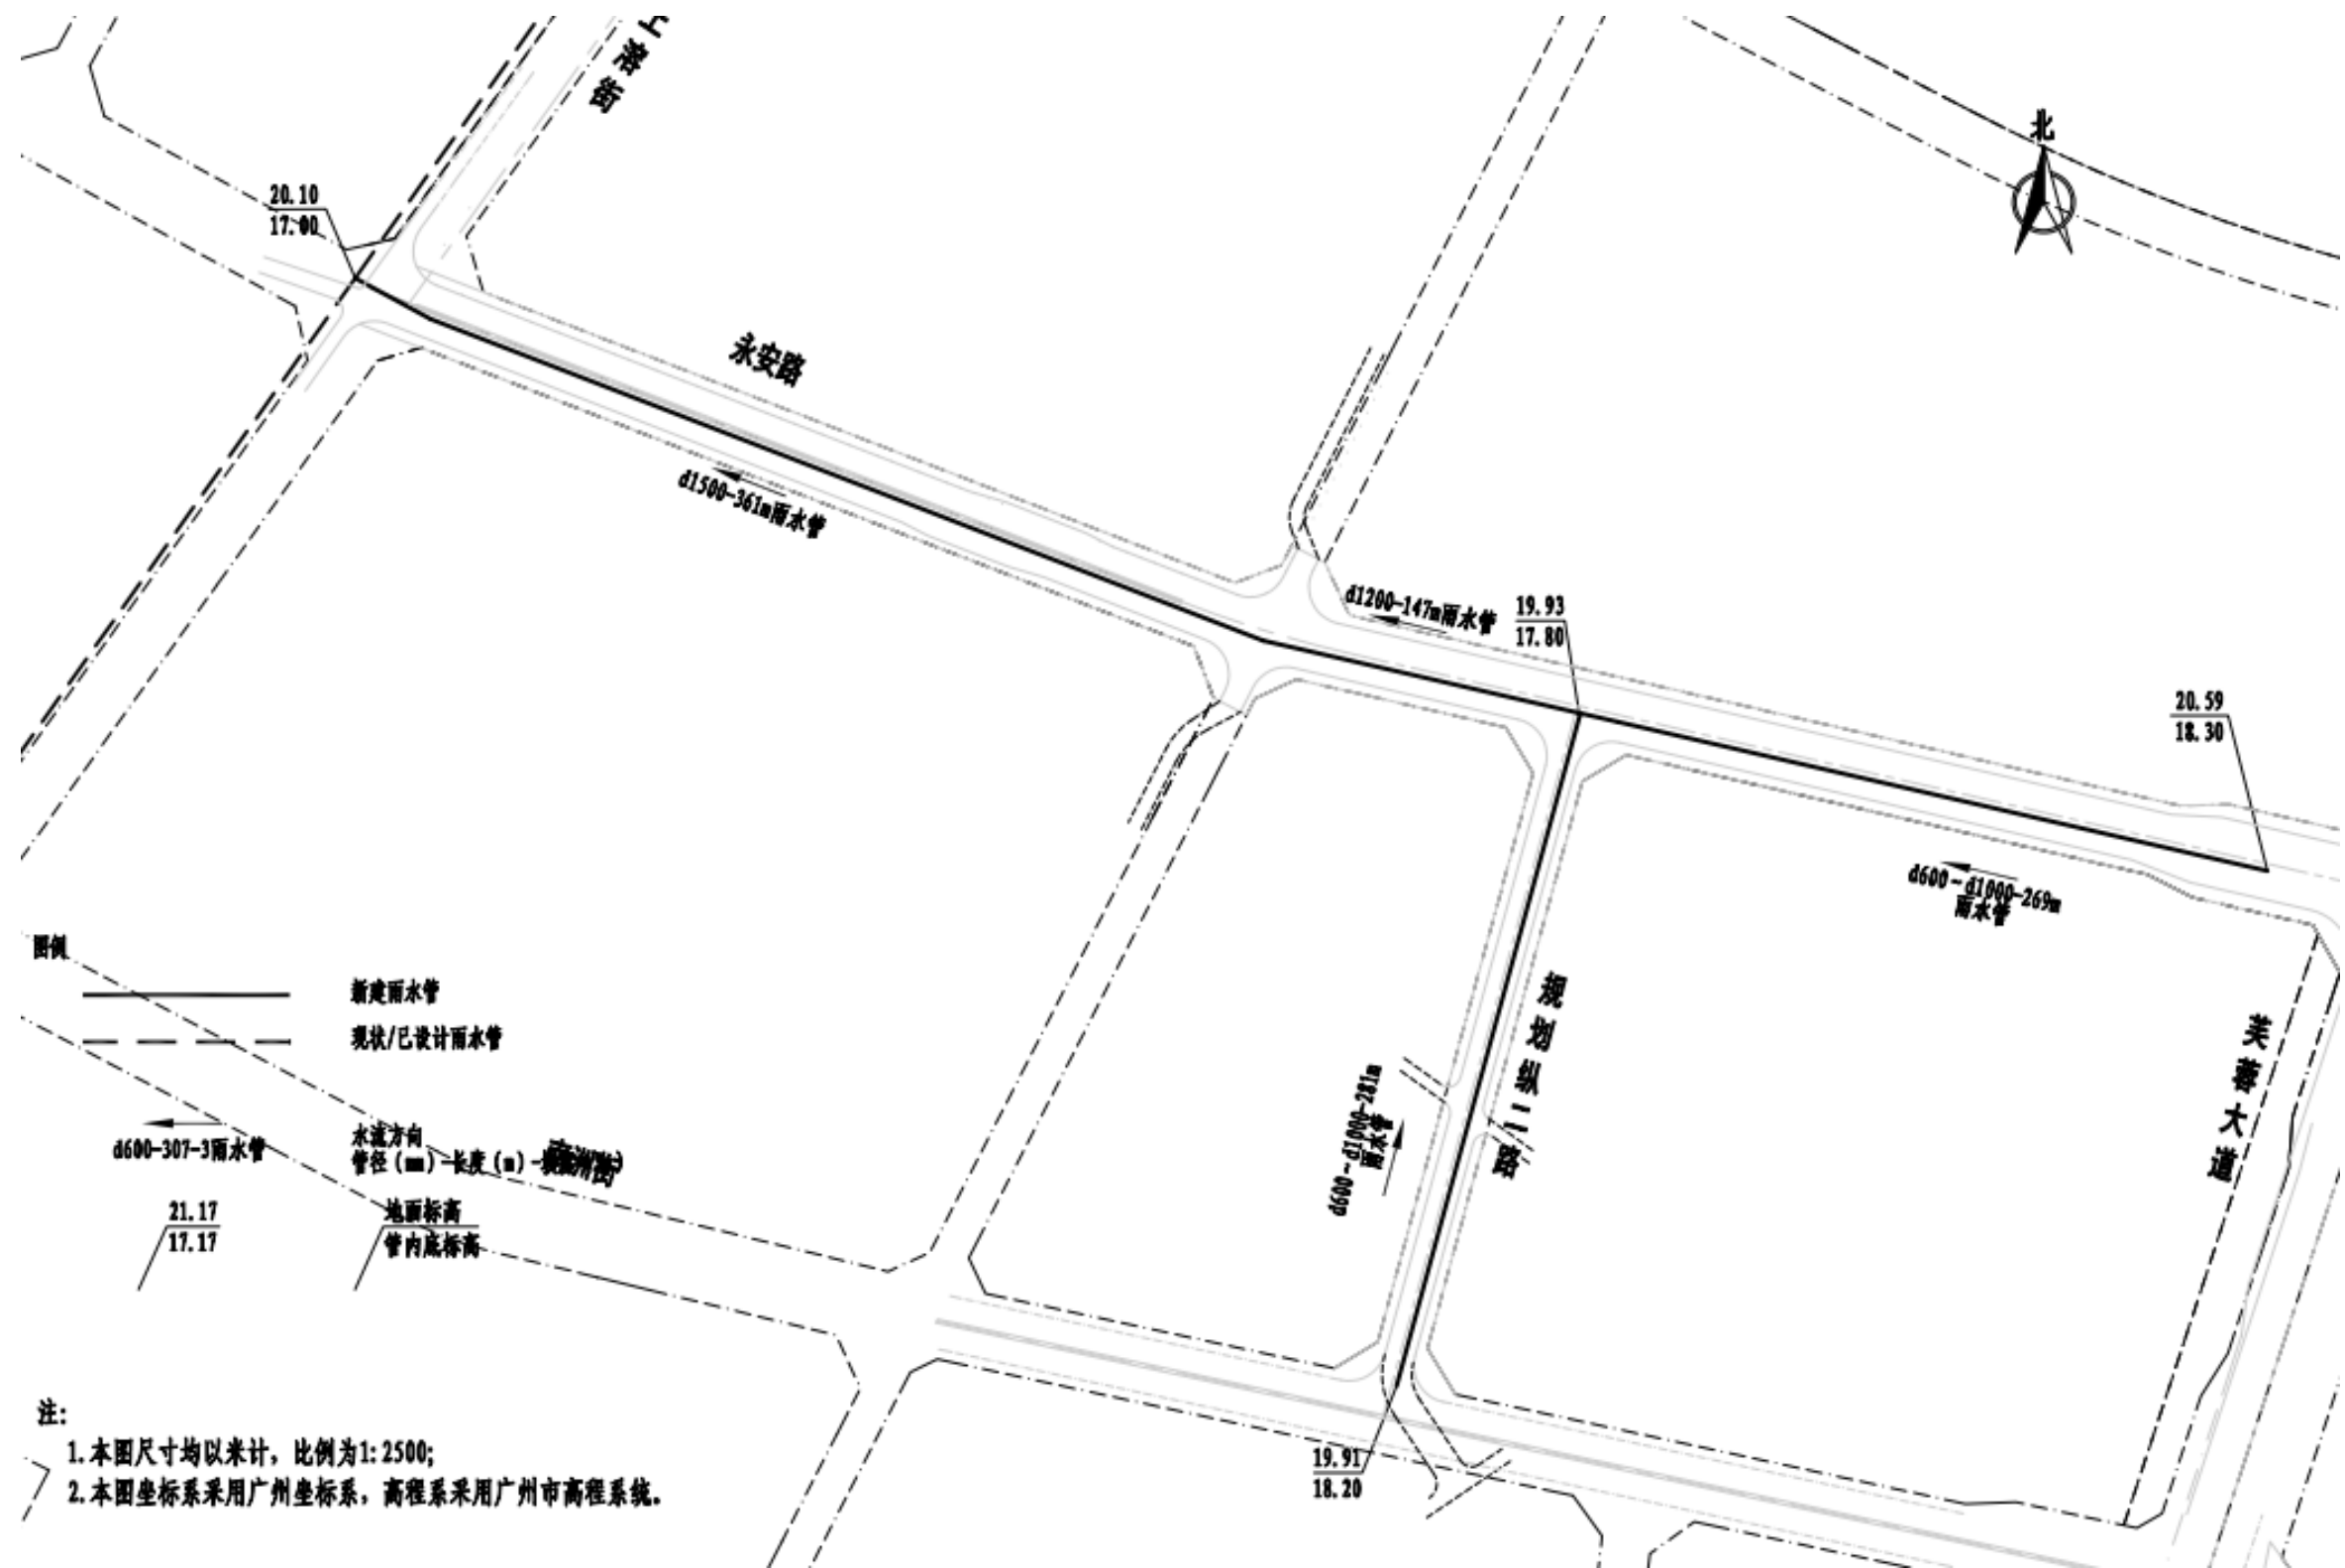 上溶街
北
20.10
17.00
永安路
d1500-361m雨水管
d1200-147m雨水管
19.93
17.80
20.59
18.30
d600~d1000-269m
雨水管
规划纵二路
芙蓉大道
d600~d1000-281m
雨水管
图例
新建雨水管
现状/已设计雨水管
d600-307-3雨水管
水流方向
管径(mm)-长度(m)-
街
21.17
17.17
地面标高
管内底标高
19.91
18.20
注:
1.本图尺寸均以米计,比例为1:2500;
2.本图坐标系采用广州坐标系,高程系采用广州市高程系统。